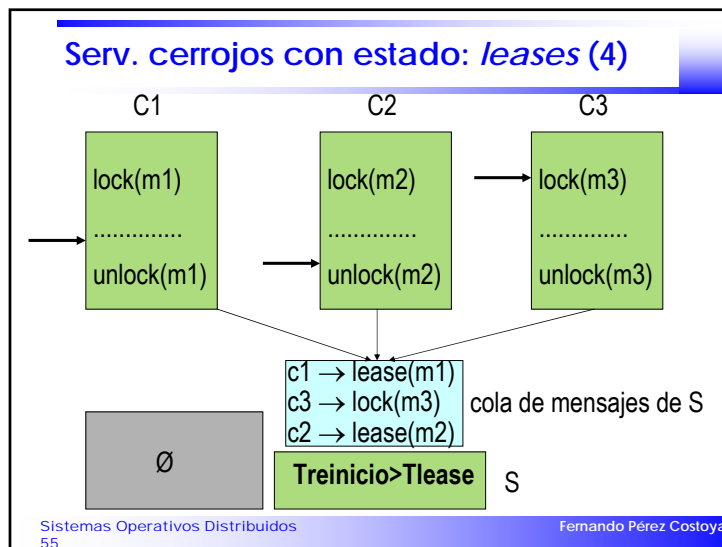 Serv. cerrojos con estado: leases (4)
C1
C2
C3
lock(m1)
..............
unlock(m1)
lock(m2)
..............
unlock(m2)
lock(m3)
..............
unlock(m3)
c1 → lease(m1)
c3 → lock(m3)
c2 → lease(m2)
cola de mensajes de S
Ø
Treinicio>Tlease
S
Sistemas Operativos Distribuidos
55
Fernando Pérez Costoya